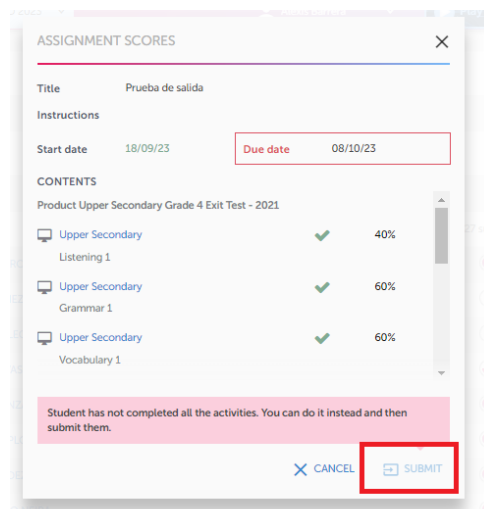 ASSIGNMENT SCORES
Title Prueba de salida
Instructions
Start date 18/09/23 Due date 08/10/23
CONTENTS
Product Upper Secondary Grade 4 Exit Test - 2021
Upper Secondary 40%
Listening 1
Upper Secondary 60%
Grammar 1
Upper Secondary 60%
Vocabulary 1
Student has not completed all the activities. You can do it instead and then
submit them.
CANCEL SUBMIT